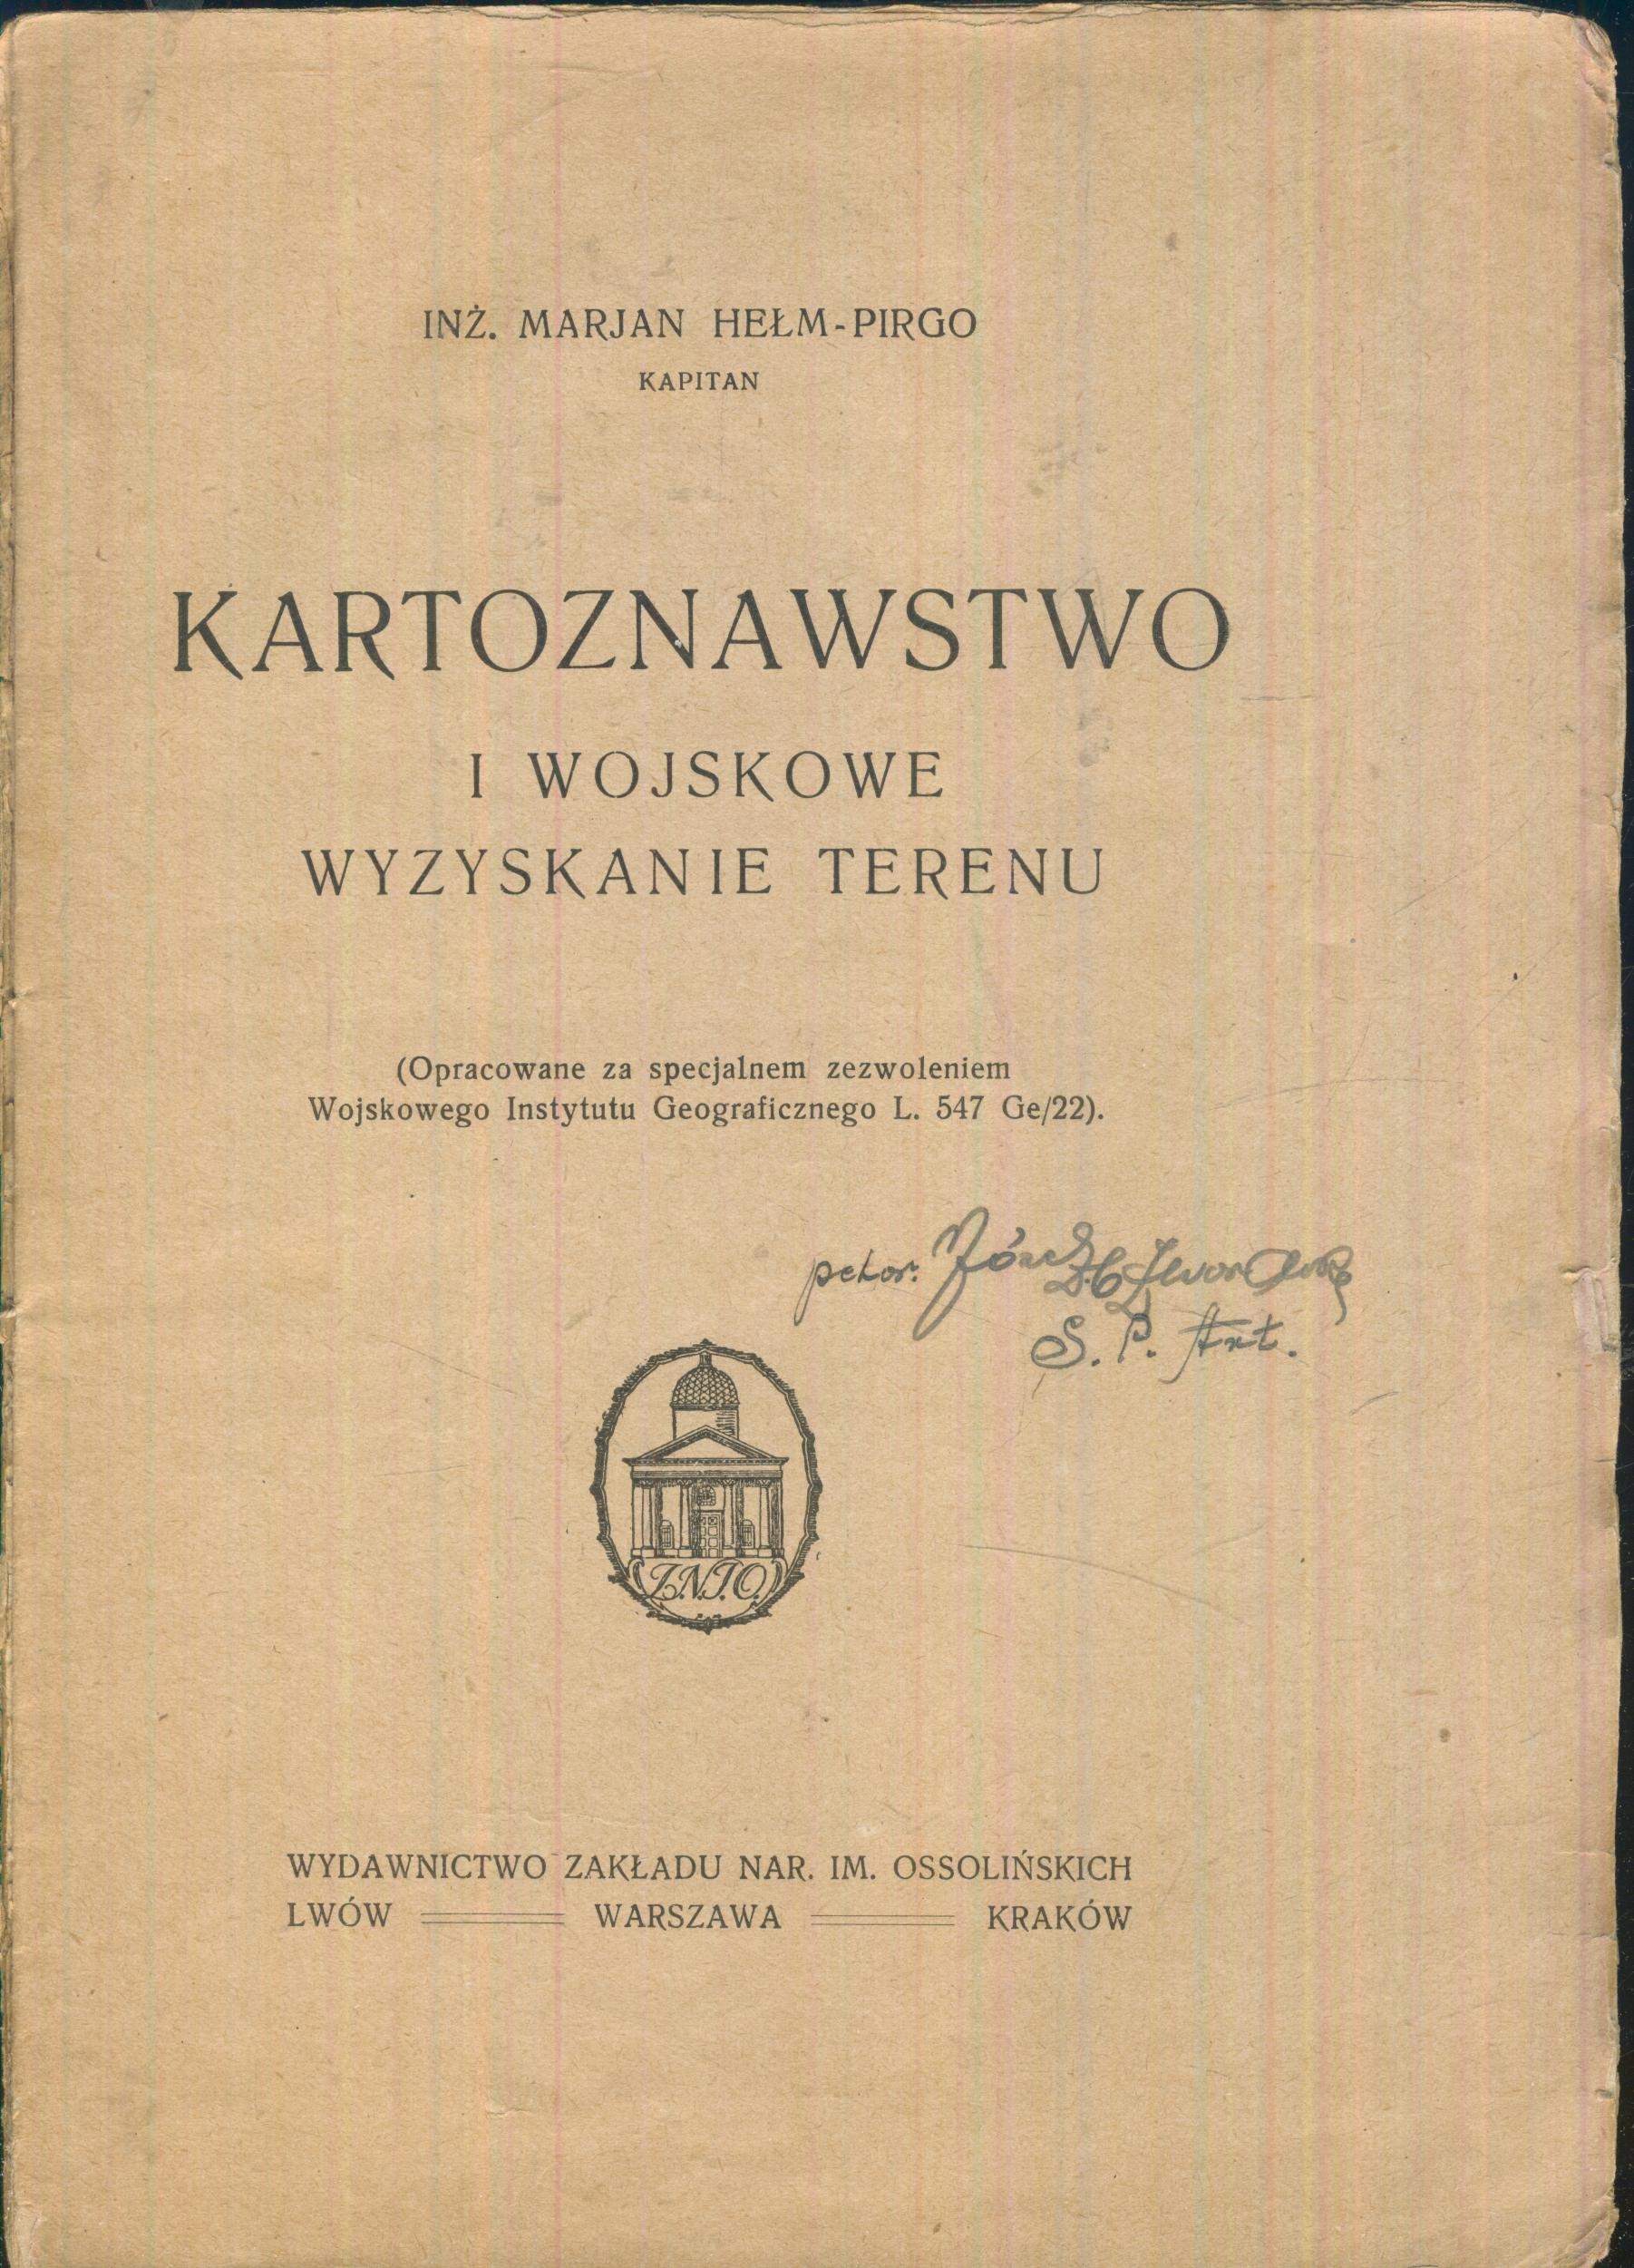 INŻ. MARJAN HEŁM-PIRGO
KAPITAN
KARTOZNAWSTWO
I WOJSKOWE
WYZYSKANIE TERENU
(Opracowane za specjalnem zezwoleniem
Wojskowego Instytutu Geograficznego L. 547 Ge/22).
S. P. Art.
Z.N.I.O.
WYDAWNICTWO ZAKŁADU NAR. IM. OSSOLIŃSKICH
LWÓW WARSZAWA KRAKÓW